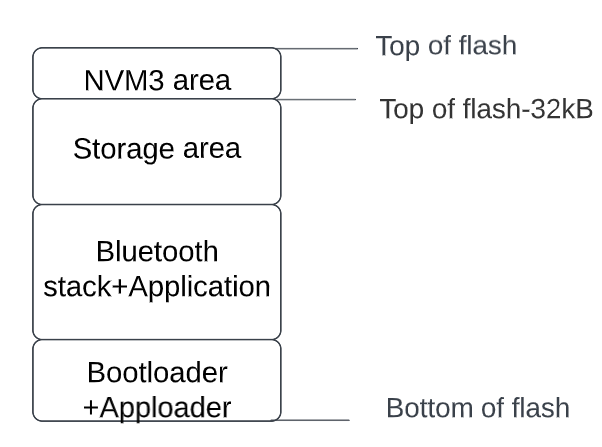 Top of flash
NVM3 area
Top of flash-32kB
Storage area
Bluetooth
stack+Application
Bootloader
+Apploader
Bottom of flash